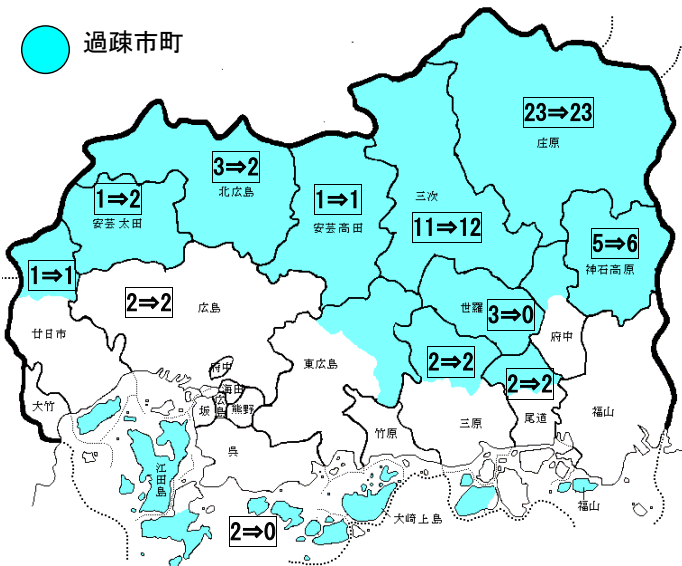 過疎市町
23⇒23
庄原
3⇒2
北広島
1⇒2
安芸太田
1⇒1
安芸高田
三次
11⇒12
5⇒6
神石高原
1⇒1
2⇒2
広島
世羅
3⇒0
廿日市
府中
2⇒2
東広島
府中
海田
2⇒2
大竹
坂
広島
熊野
竹原
三原
尾道
福山
呉
江田島
大崎上島
福山
2⇒0